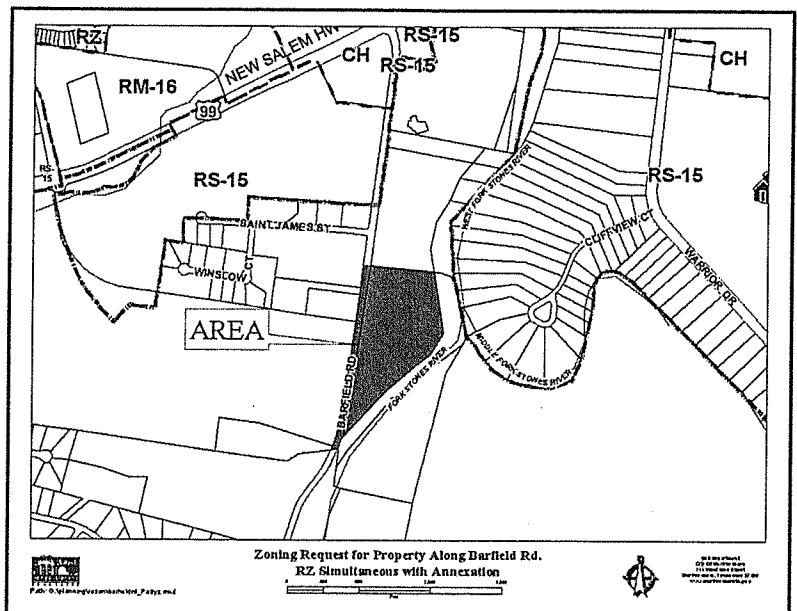 RZ
RS-15
NEW SALEM HW
CH
RS-15
CH
RM-16
99
RS-
15
RS-15
RS-15
WEST FORK STONES RIVER
SAINT JAMES ST
CLIFFVIEW CT
WINSLOW
CT
WARRIOR DR
AREA
BARFIELD RD
FORK STONES RIVER
MIDDLE FORK STONES RIVER
Zoning Request for Property Along Barfield Rd.
RZ Simultaneous with Annexation